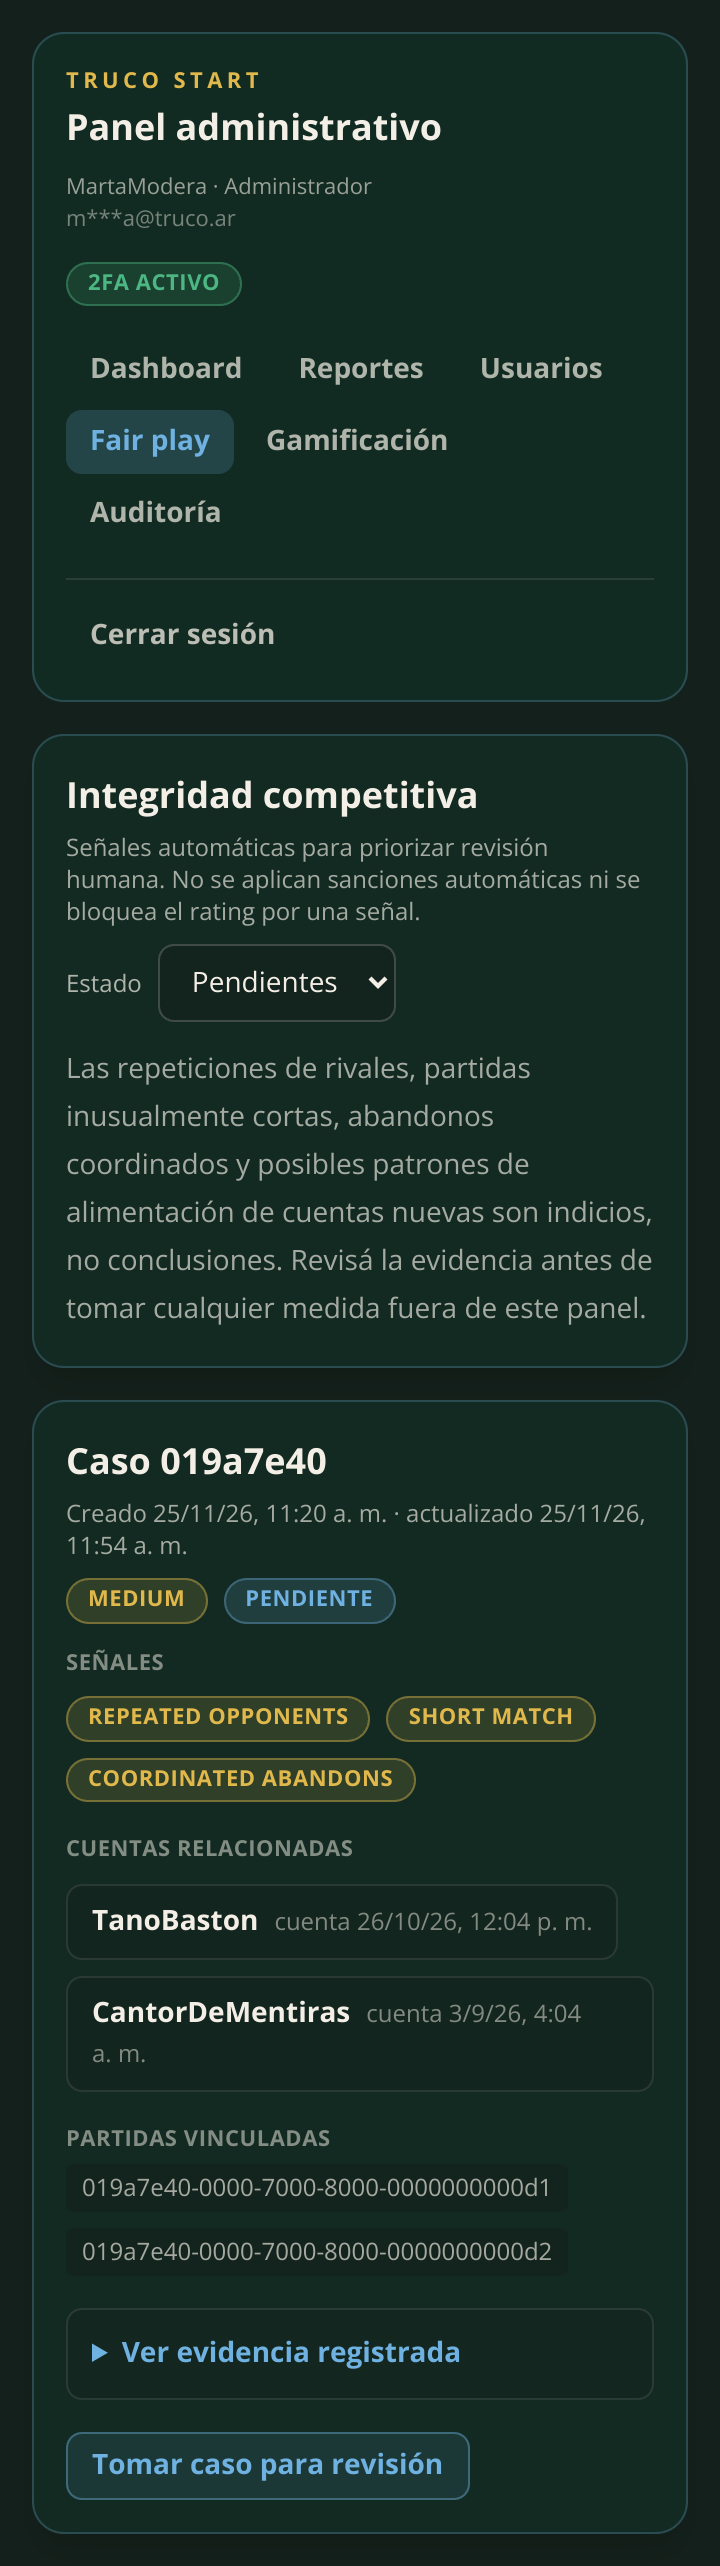 TRUCO START
Panel administrativo
MartaModera · Administrador
m***a@truco.ar
2FA ACTIVO
Dashboard Reportes Usuarios
Fair play Gamificación
Auditoría
Cerrar sesión
Integridad competitiva
Señales automáticas para priorizar revisión
humana. No se aplican sanciones automáticas ni se
bloquea el rating por una señal.
Estado Pendientes
Las repeticiones de rivales, partidas
inusualmente cortas, abandonos
coordinados y posibles patrones de
alimentación de cuentas nuevas son indicios,
no conclusiones. Revisá la evidencia antes de
tomar cualquier medida fuera de este panel.
Caso 019a7e40
Creado 25/11/26, 11:20 a. m. · actualizado 25/11/26,
11:54 a. m.
MEDIUM PENDIENTE
SEÑALES
REPEATED OPPONENTS SHORT MATCH
COORDINATED ABANDONS
CUENTAS RELACIONADAS
TanoBaston cuenta 26/10/26, 12:04 p. m.
CantorDeMentiras cuenta 3/9/26, 4:04
a. m.
PARTIDAS VINCULADAS
019a7e40-0000-7000-8000-0000000000d1
019a7e40-0000-7000-8000-0000000000d2
Ver evidencia registrada
Tomar caso para revisión